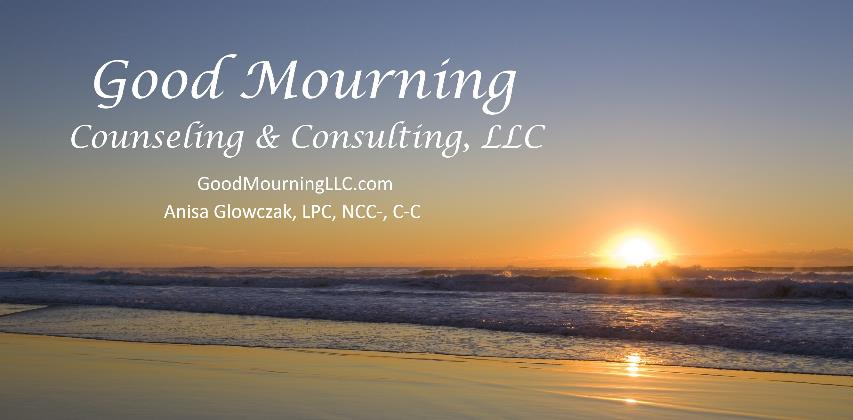 Good Mourning
Counseling & Consulting, LLC
GoodMourningLLC.com
Anisa Glowczak, LPC, NCC-, C-C